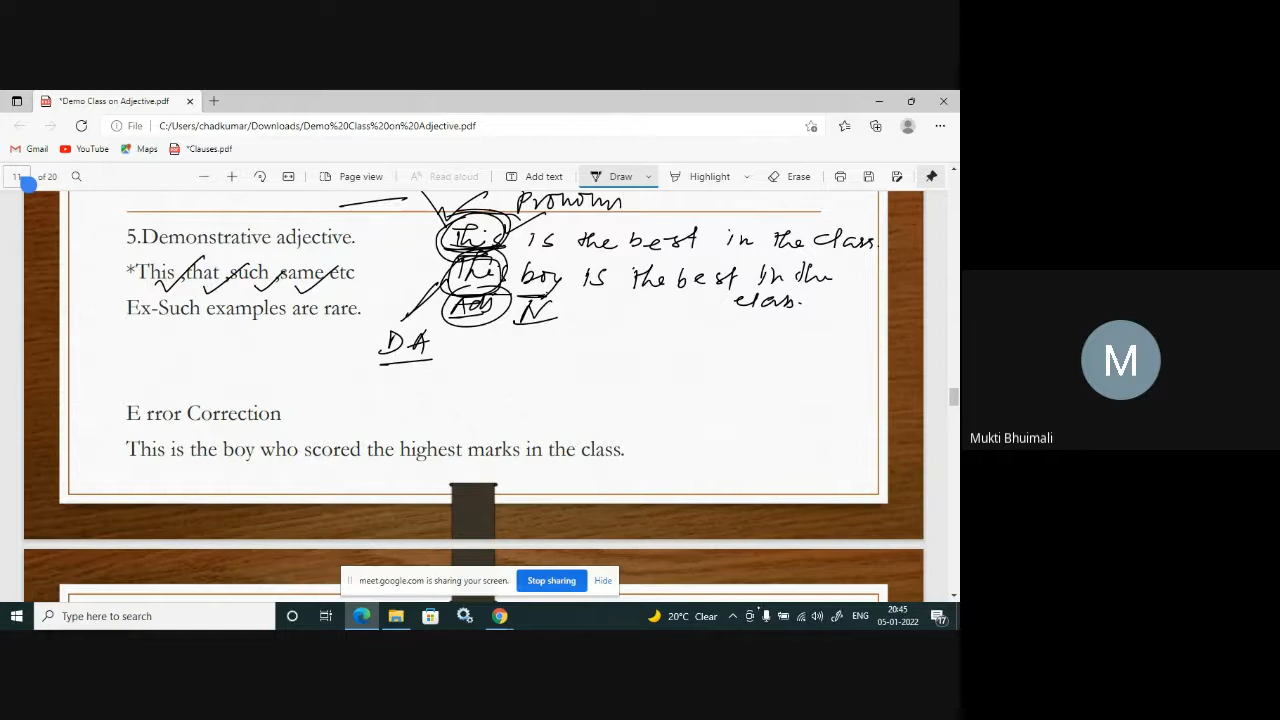 *Demo Class on Adjective.pdf
File C:/Users/chadkumar/Downloads/Demo%20Class%20on%20Adjective.pdf
Gmail YouTube Maps *Clauses.pdf
11 of 20 Page view Read aloud Add text Draw Highlight Erase
Pronoun
5.Demonstrative adjective.
This is the best in the class.
*This ,that ,such ,same etc
This boy is the best in the
class.
Ex-Such examples are rare.
Adj N
DA
E rror Correction
This is the boy who scored the highest marks in the class.
meet.google.com is sharing your screen. Stop sharing Hide
Type here to search
20°C Clear ENG 20:45
05-01-2022
17
M
Mukti Bhuimali